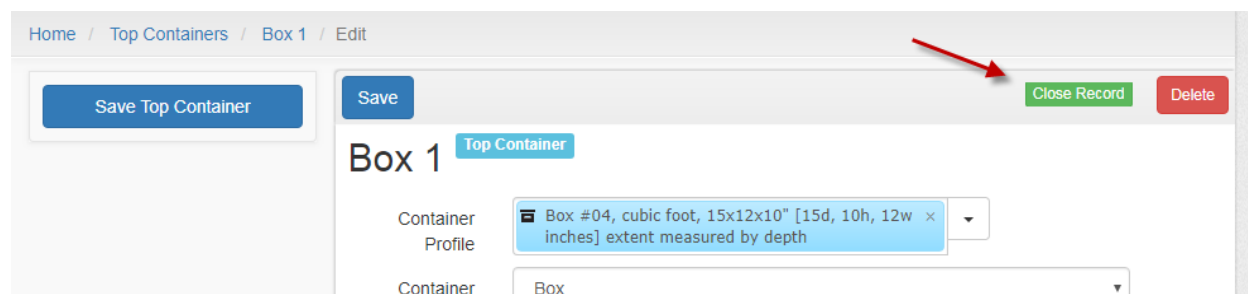 Home / Top Containers / Box 1 / Edit
Save Top Container
Save
Close Record
Delete
Box 1 Top Container
Container Profile
Box #04, cubic foot, 15x12x10" [15d, 10h, 12w ×
inches] extent measured by depth
Container
Box